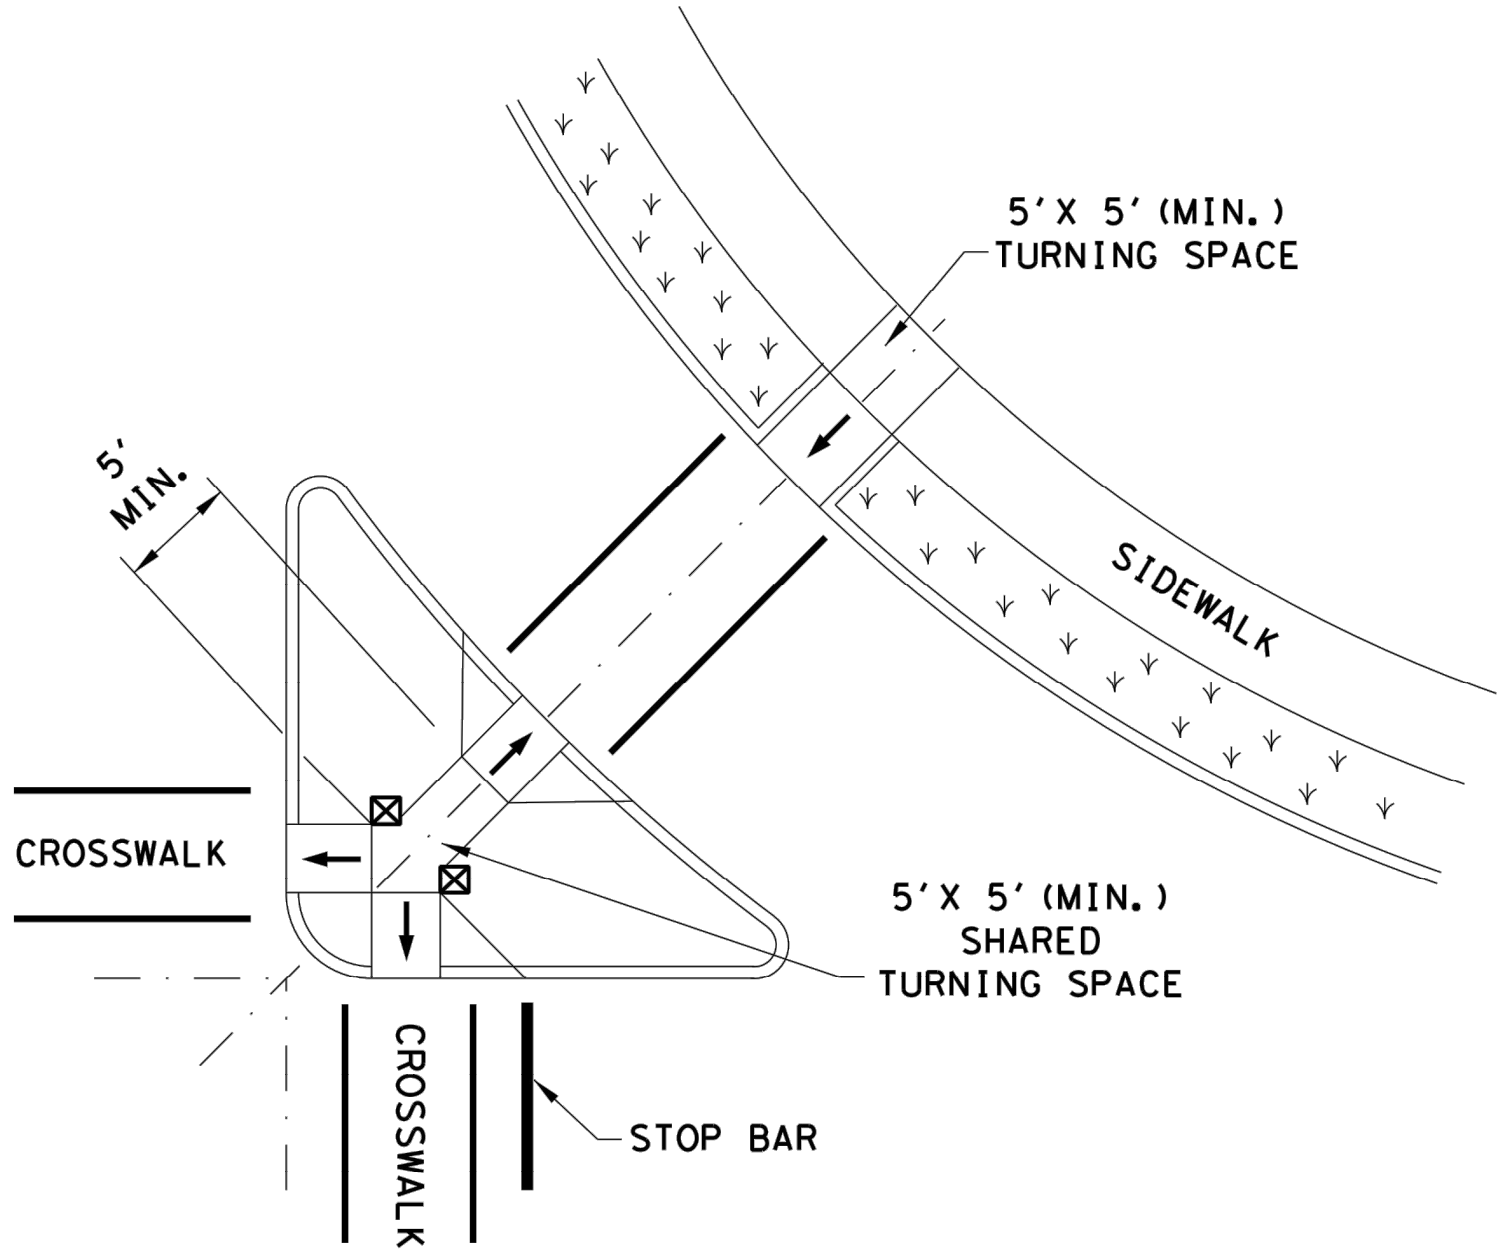 5'X 5' (MIN.)
TURNING SPACE
5'
MIN.
SIDEWALK
CROSSWALK
5'X 5' (MIN.)
SHARED
TURNING SPACE
CROSSWALK
STOP BAR